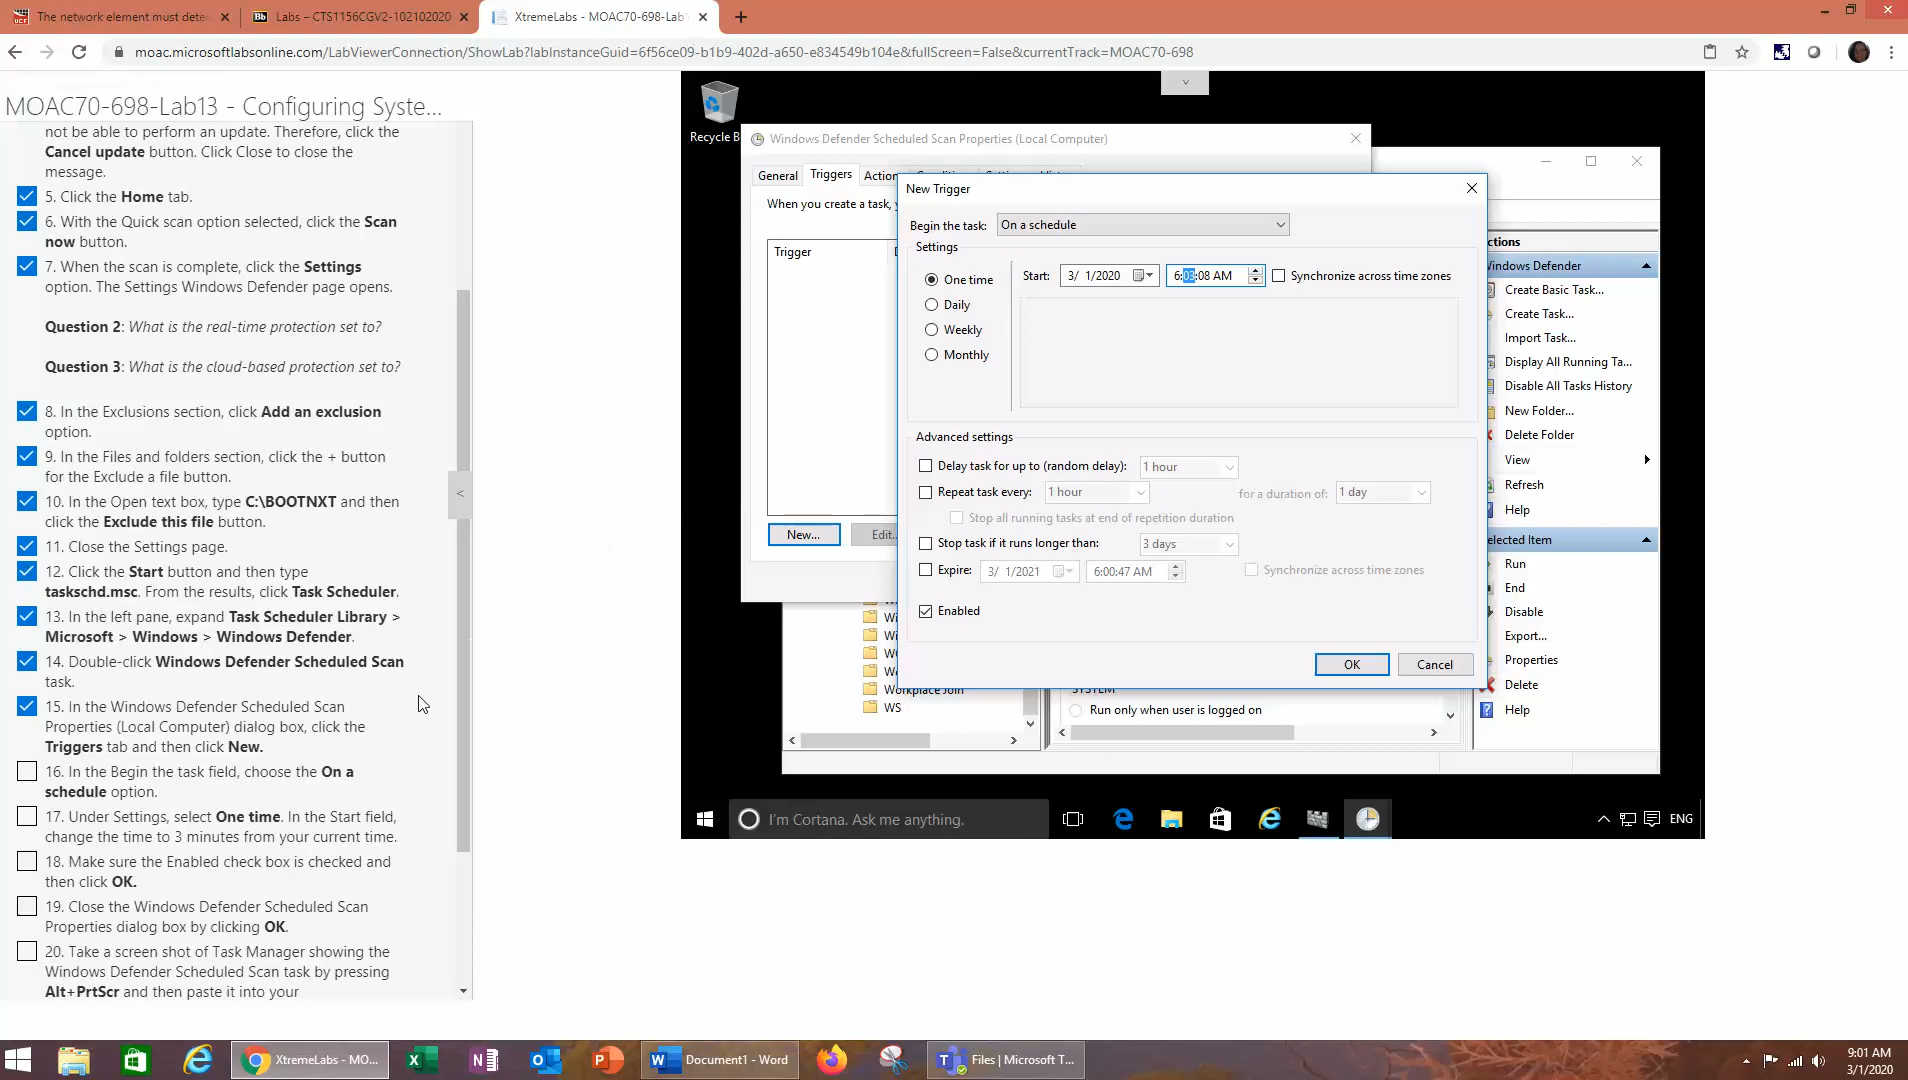 The network element must dete
Labs – CTS1156CGV2-102102020
XtremeLabs - MOAC70-698-Lab1
moac.microsoftlabsonline.com/LabViewerConnection/ShowLab?labInstanceGuid=6f56ce09-b1b9-402d-a650-e834549b104e&fullScreen=False&currentTrack=MOAC70-698
MOAC70-698-Lab13 - Configuring Syste...
not be able to perform an update. Therefore, click the
Cancel update button. Click Close to close the
message.
5. Click the Home tab.
6. With the Quick scan option selected, click the Scan
now button.
7. When the scan is complete, click the Settings
option. The Settings Windows Defender page opens.
Question 2: What is the real-time protection set to?
Question 3: What is the cloud-based protection set to?
8. In the Exclusions section, click Add an exclusion
option.
9. In the Files and folders section, click the + button
for the Exclude a file button.
10. In the Open text box, type C:\BOOTNXT and then
click the Exclude this file button.
11. Close the Settings page.
12. Click the Start button and then type
taskschd.msc. From the results, click Task Scheduler.
13. In the left pane, expand Task Scheduler Library >
Microsoft > Windows > Windows Defender.
14. Double-click Windows Defender Scheduled Scan
task.
15. In the Windows Defender Scheduled Scan
Properties (Local Computer) dialog box, click the
Triggers tab and then click New.
16. In the Begin the task field, choose the On a
schedule option.
17. Under Settings, select One time. In the Start field,
change the time to 3 minutes from your current time.
18. Make sure the Enabled check box is checked and
then click OK.
19. Close the Windows Defender Scheduled Scan
Properties dialog box by clicking OK.
20. Take a screen shot of Task Manager showing the
Windows Defender Scheduled Scan task by pressing
Alt+PrtScr and then paste it into your
<
Recycle B
Windows Defender Scheduled Scan Properties (Local Computer)
General Triggers Action
When you create a task, y
Trigger
New... Edit.
New Trigger
Begin the task: On a schedule
Settings
One time
Daily
Weekly
Monthly
Start: 3/ 1/2020 6:03:08 AM Synchronize across time zones
Advanced settings
Delay task for up to (random delay): 1 hour
Repeat task every: 1 hour for a duration of: 1 day
Stop all running tasks at end of repetition duration
Stop task if it runs longer than: 3 days
Expire: 3/ 1/2021 6:00:47 AM Synchronize across time zones
Enabled
OK Cancel
Wi
Wi
Workplace Join
WS
SYSTEM
Run only when user is logged on
ctions
Windows Defender
Create Basic Task...
Create Task...
Import Task...
Display All Running Ta...
Disable All Tasks History
New Folder...
Delete Folder
View
Refresh
Help
elected Item
Run
End
Disable
Export...
Properties
Delete
Help
I'm Cortana. Ask me anything.
ENG
XtremeLabs - MO...
Document1 - Word
Files | Microsoft T...
9:01 AM
3/1/2020